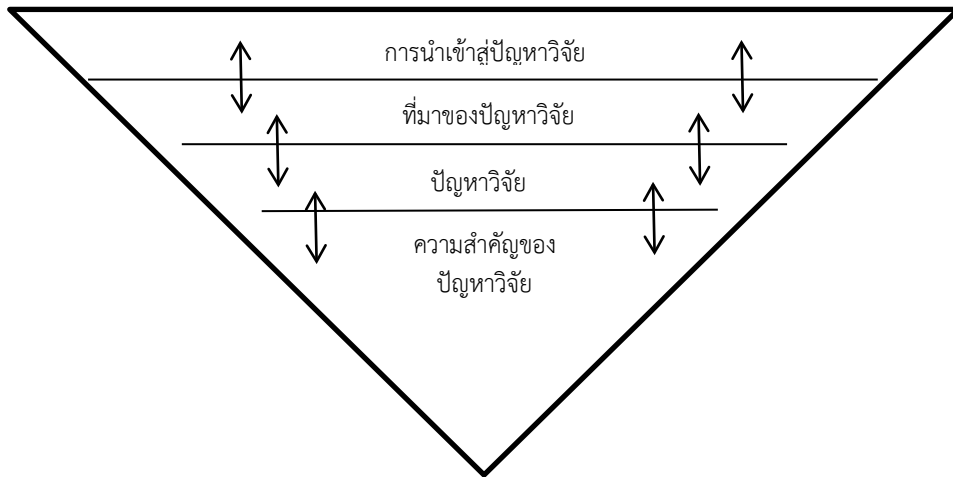 การนำเข้าสู่ปัญหาวิจัย
ที่มาของปัญหาวิจัย
ปัญหาวิจัย
ความสำคัญของ
ปัญหาวิจัย